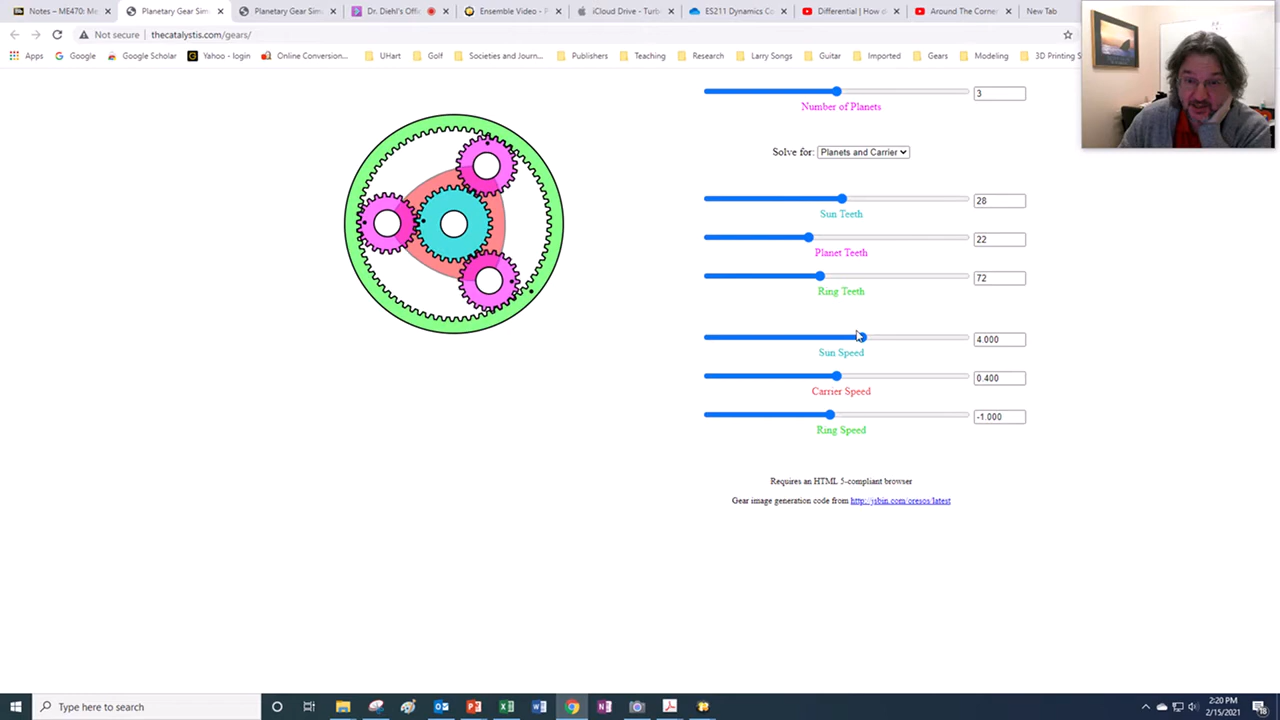 Notes – ME470: Me
Planetary Gear Sim
Planetary Gear Sim
Dr. Diehl's Offi
Ensemble Video - P
iCloud Drive - Turb
ES211 Dynamics Co
Differential | How d
Around The Corner
New Tab
Not secure | thecatalystis.com/gears/
Apps
Google
Google Scholar
Yahoo - login
Online Conversion...
UHart
Golf
Societies and Journ...
Publishers
Teaching
Research
Larry Songs
Guitar
Imported
Gears
Modeling
3D Printing S
3
Number of Planets
Solve for: Planets and Carrier
28
Sun Teeth
22
Planet Teeth
72
Ring Teeth
4.000
Sun Speed
0.400
Carrier Speed
-1.000
Ring Speed
Requires an HTML 5-compliant browser
Gear image generation code from http://jsbin.com/oresos/latest
Type here to search
2:20 PM
2/15/2021